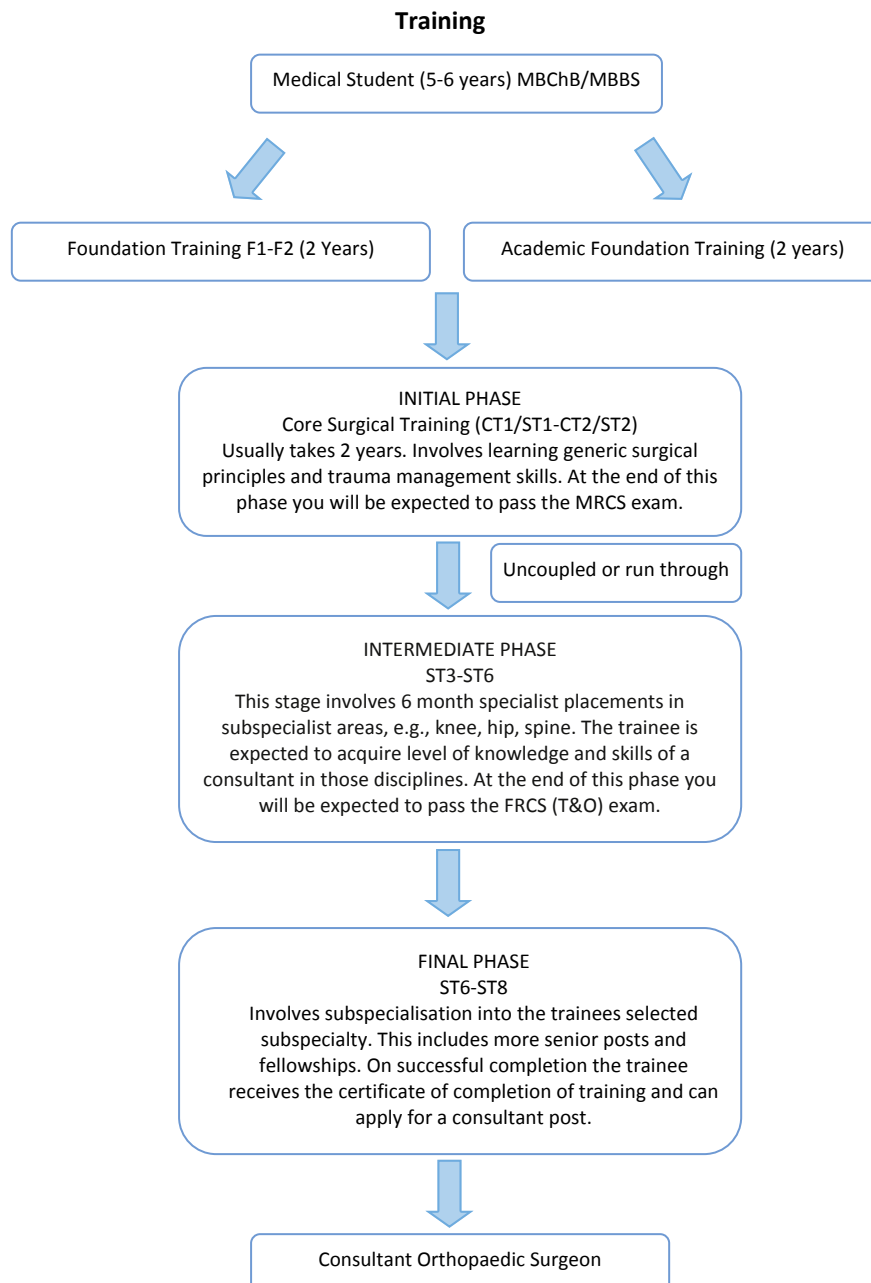 Training
Medical Student (5-6 years) MBChB/MBBS
Foundation Training F1-F2 (2 Years)
Academic Foundation Training (2 years)
INITIAL PHASE
Core Surgical Training (CT1/ST1-CT2/ST2)
Usually takes 2 years. Involves learning generic surgical
principles and trauma management skills. At the end of this
phase you will be expected to pass the MRCS exam.
Uncoupled or run through
INTERMEDIATE PHASE
ST3-ST6
This stage involves 6 month specialist placements in
subspecialist areas, e.g., knee, hip, spine. The trainee is
expected to acquire level of knowledge and skills of a
consultant in those disciplines. At the end of this phase you
will be expected to pass the FRCS (T&O) exam.
FINAL PHASE
ST6-ST8
Involves subspecialisation into the trainees selected
subspecialty. This includes more senior posts and
fellowships. On successful completion the trainee
receives the certificate of completion of training and can
apply for a consultant post.
Consultant Orthopaedic Surgeon